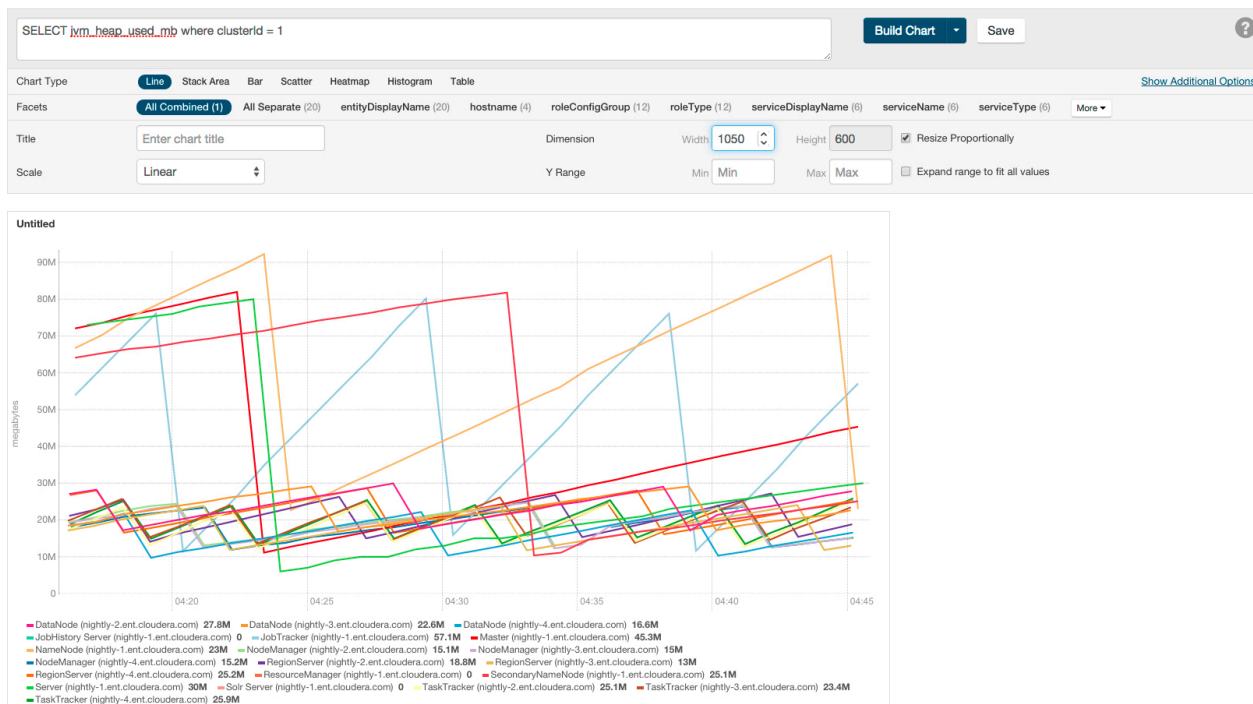 SELECT jvm_heap_used_mb where clusterId = 1
Build Chart
Save
?
Chart Type Line Stack Area Bar Scatter Heatmap Histogram Table Show Additional Options
Facets All Combined (1) All Separate (20) entityDisplayName (20) hostname (4) roleConfigGroup (12) roleType (12) serviceDisplayName (6) serviceName (6) serviceType (6) More
Title Enter chart title Dimension Width 1050 Height 600 Resize Proportionally
Scale Linear Y Range Min Min Max Max Expand range to fit all values
Untitled
90M
80M
70M
60M
50M
40M
30M
20M
10M
0
megabytes
04:20 04:25 04:30 04:35 04:40 04:45
DataNode (nightly-2.ent.cloudera.com) 27.8M DataNode (nightly-3.ent.cloudera.com) 22.6M DataNode (nightly-4.ent.cloudera.com) 16.6M
JobHistory Server (nightly-1.ent.cloudera.com) 0 JobTracker (nightly-1.ent.cloudera.com) 57.1M Master (nightly-1.ent.cloudera.com) 45.3M
NameNode (nightly-1.ent.cloudera.com) 23M NodeManager (nightly-2.ent.cloudera.com) 15.1M NodeManager (nightly-3.ent.cloudera.com) 15M
NodeManager (nightly-4.ent.cloudera.com) 15.2M RegionServer (nightly-2.ent.cloudera.com) 18.8M RegionServer (nightly-3.ent.cloudera.com) 13M
RegionServer (nightly-4.ent.cloudera.com) 25.2M ResourceManager (nightly-1.ent.cloudera.com) 0 SecondaryNameNode (nightly-1.ent.cloudera.com) 25.1M
Server (nightly-1.ent.cloudera.com) 30M Solr Server (nightly-1.ent.cloudera.com) 0 TaskTracker (nightly-2.ent.cloudera.com) 25.1M TaskTracker (nightly-3.ent.cloudera.com) 23.4M
TaskTracker (nightly-4.ent.cloudera.com) 25.9M